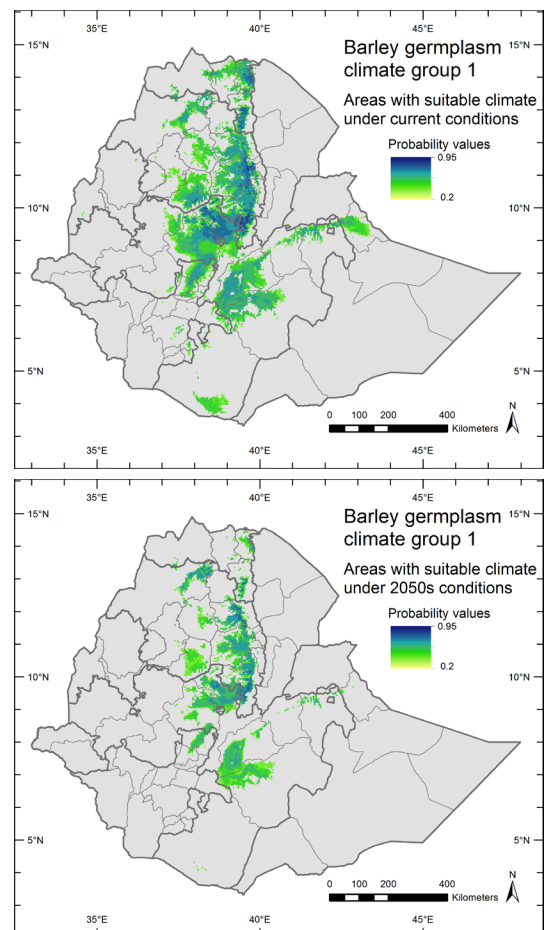 35°E 40°E 45°E
15°N 15°N
Barley germplasm
climate group 1
Areas with suitable climate
under current conditions
Probability values
0.95
0.2
10°N 10°N
5°N 5°N
0 100 200 400
Kilometers
N
35°E 40°E 45°E
15°N 15°N
Barley germplasm
climate group 1
Areas with suitable climate
under 2050s conditions
Probability values
0.95
0.2
10°N 10°N
5°N 5°N
0 100 200 400
Kilometers
N
35°E 40°E 45°E